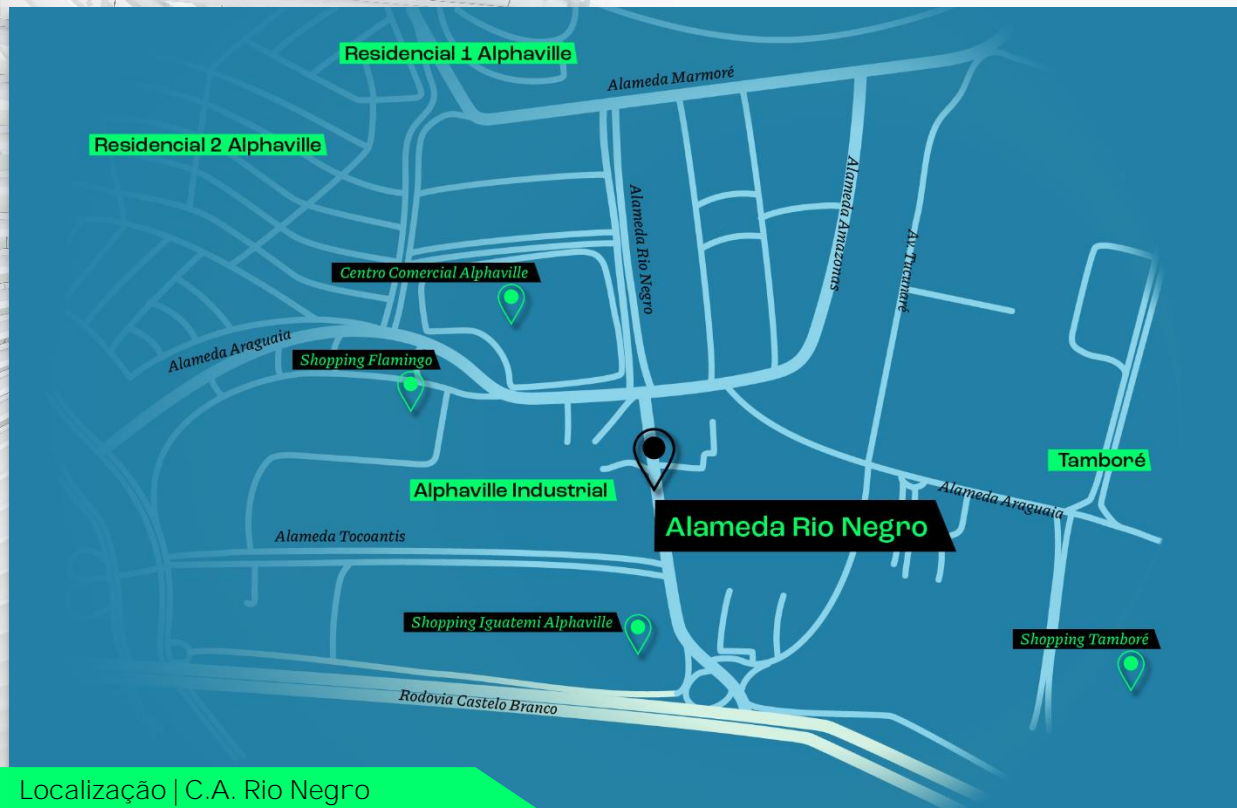 Residencial 1 Alphaville
Alameda Marmoré
Residencial 2 Alphaville
Alameda Rio Negro
Alameda Amazonas
Av. Tucunaré
Centro Comercial Alphaville
Alameda Araguaia
Shopping Flamingo
Tamboré
Alphaville Industrial
Alameda Araguaia
Alameda Rio Negro
Alameda Tocoantis
Shopping Iguatemi Alphaville
Shopping Tamboré
Rodovia Castelo Branco
Localização | C.A. Rio Negro